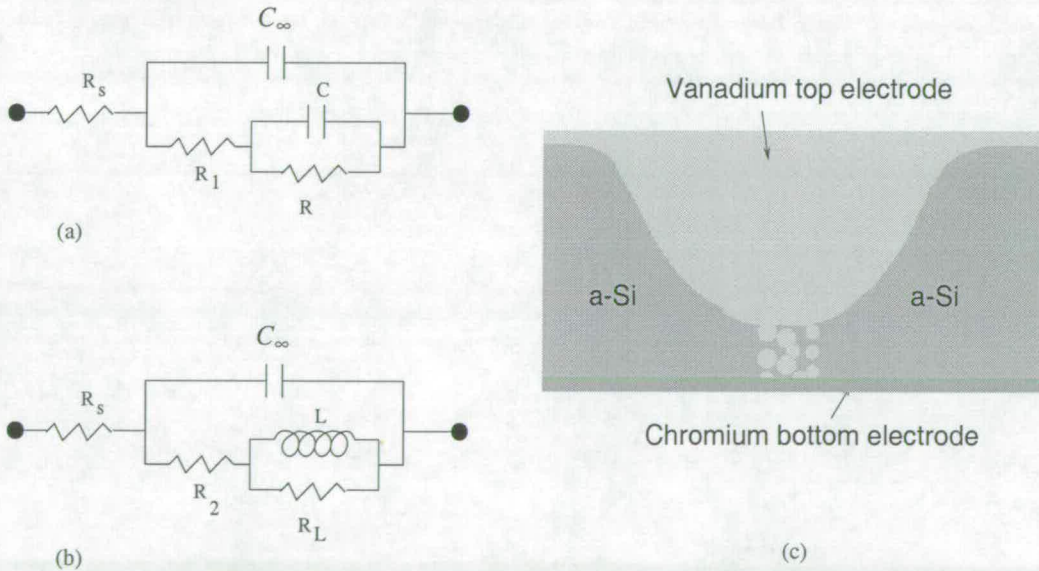 C∞
R_s
C
R_1
R
(a)
C∞
R_s
L
R_2
R_L
(b)
Vanadium top electrode
a-Si
a-Si
Chromium bottom electrode
(c)